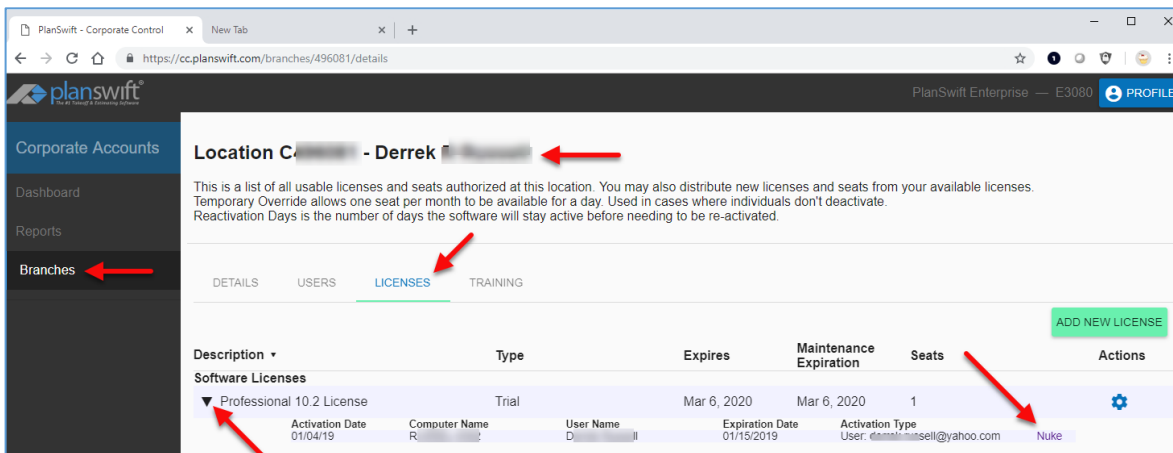 PlanSwift - Corporate Control
New Tab
https://cc.planswift.com/branches/496081/details
planswift
The #1 Takeoff & Estimating Software
PlanSwift Enterprise — E3080
PROFILE
Corporate Accounts
Dashboard
Reports
Branches
Location C - Derrek
This is a list of all usable licenses and seats authorized at this location. You may also distribute new licenses and seats from your available licenses.
Temporary Override allows one seat per month to be available for a day. Used in cases where individuals don't deactivate.
Reactivation Days is the number of days the software will stay active before needing to be re-activated.
DETAILS USERS LICENSES TRAINING
ADD NEW LICENSE
Description Type Expires Maintenance Expiration Seats Actions
Software Licenses
Professional 10.2 License Trial Mar 6, 2020 Mar 6, 2020 1
Activation Date Computer Name User Name Expiration Date Activation Type
01/04/19 01/15/2019 User: @yahoo.com Nuke